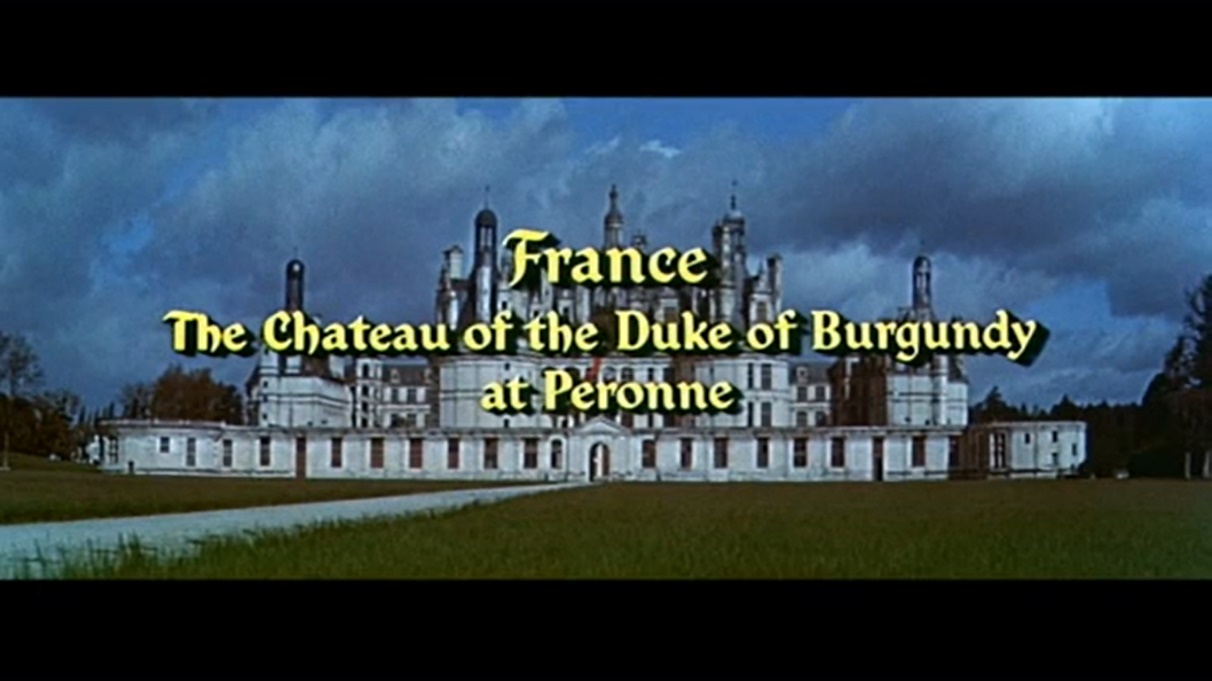 France
The Chateau of the Duke of Burgundy
at Peronne